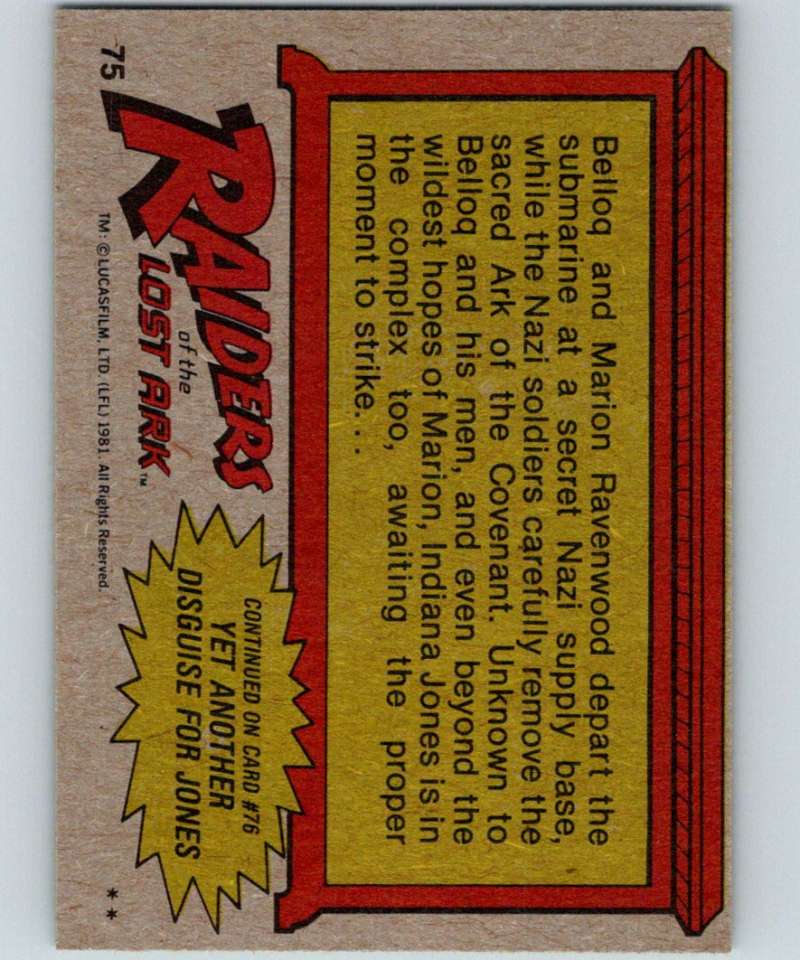 Belloq and Marion Ravenwood depart the
submarine at a secret Nazi supply base,
while the Nazi soldiers carefully remove the
sacred Ark of the Covenant. Unknown to
Belloq and his men, and even beyond the
wildest hopes of Marion, Indiana Jones is in
the complex too, awaiting the proper
moment to strike. . .
75
RAIDERS
of the
LOST ARK™
TM: ©LUCASFILM, LTD. (LFL) 1981. All Rights Reserved.
CONTINUED ON CARD #76
YET ANOTHER
DISGUISE FOR JONES
* *